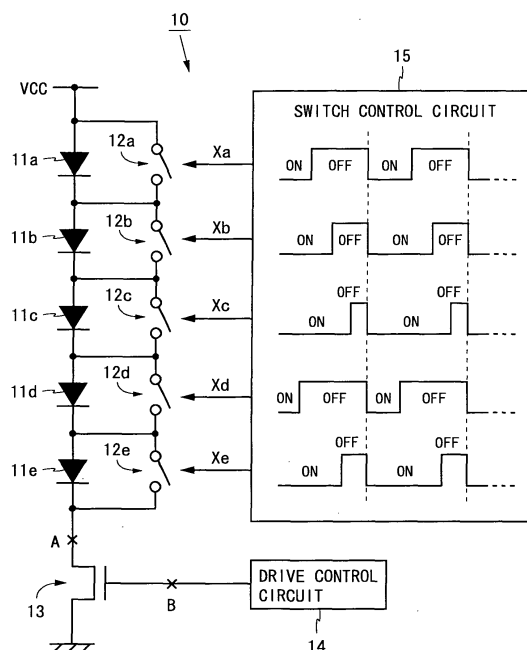 10
15
VCC
SWITCH CONTROL CIRCUIT
11a
12a
Xa
ON OFF ON OFF
11b
12b
Xb
ON OFF ON OFF
11c
12c
Xc
OFF OFF
ON ON
11d
12d
Xd
ON OFF ON OFF
11e
12e
Xe
OFF OFF
ON ON
A
13
B
DRIVE CONTROL
CIRCUIT
14